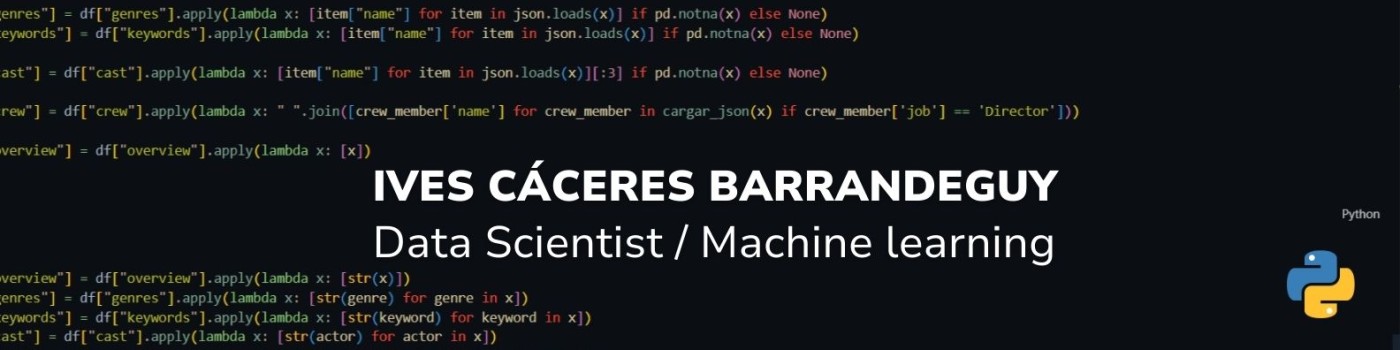 genres"] = df["genres"].apply(lambda x: [item["name"] for item in json.loads(x)] if pd.notna(x) else None)
keywords"] = df["keywords"].apply(lambda x: [item["name"] for item in json.loads(x)] if pd.notna(x) else None)
cast"] = df["cast"].apply(lambda x: [item["name"] for item in json.loads(x)][:3] if pd.notna(x) else None)
crew"] = df["crew"].apply(lambda x: " ".join([crew_member['name'] for crew_member in cargar_json(x) if crew_member['job'] == 'Director']))
overview"] = df["overview"].apply(lambda x: [x])
IVES CÁCERES BARRANDEGUY
Data Scientist / Machine learning
Python
overview"] = df["overview"].apply(lambda x: [str(x)])
genres"] = df["genres"].apply(lambda x: [str(genre) for genre in x])
keywords"] = df["keywords"].apply(lambda x: [str(keyword) for keyword in x])
cast"] = df["cast"].apply(lambda x: [str(actor) for actor in x])